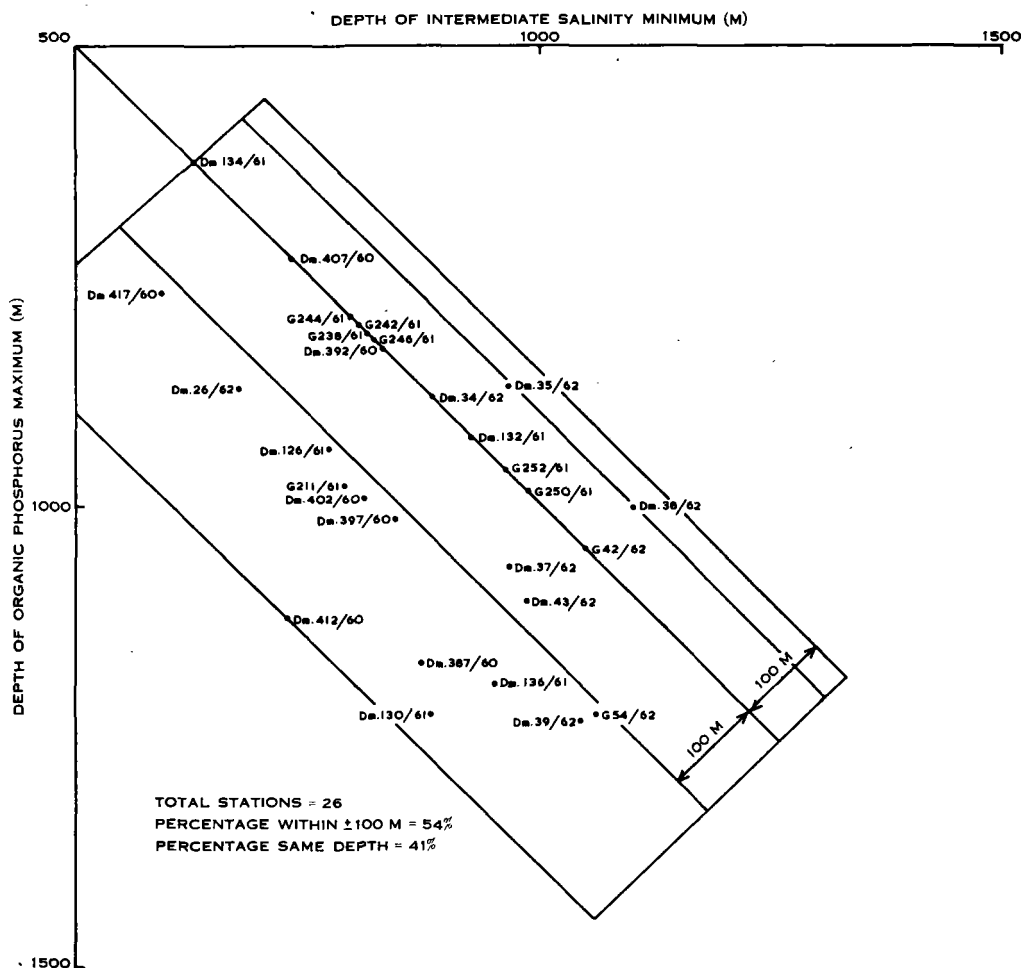 DEPTH OF INTERMEDIATE SALINITY MINIMUM (M)
500
1000
1500
DEPTH OF ORGANIC PHOSPHORUS MAXIMUM (M)
1000
1500
Dm 134/61
Dm.407/60
Dm 417/60
G244/61
G242/61
G238/61
G246/61
Dm.392/60
Dm.26/62
Dm.35/62
Dm.34/62
Dm.132/61
Dm.126/61
G252/61
G211/61
G250/61
Dm.402/60
Dm.38/62
Dm.397/60
G42/62
Dm.37/62
Dm.43/62
Dm.412/60
Dm.387/60
Dm.136/61
Dm.130/61
Dm.39/62
G54/62
100 M
100 M
TOTAL STATIONS = 26
PERCENTAGE WITHIN ±100 M = 54%
PERCENTAGE SAME DEPTH = 41%